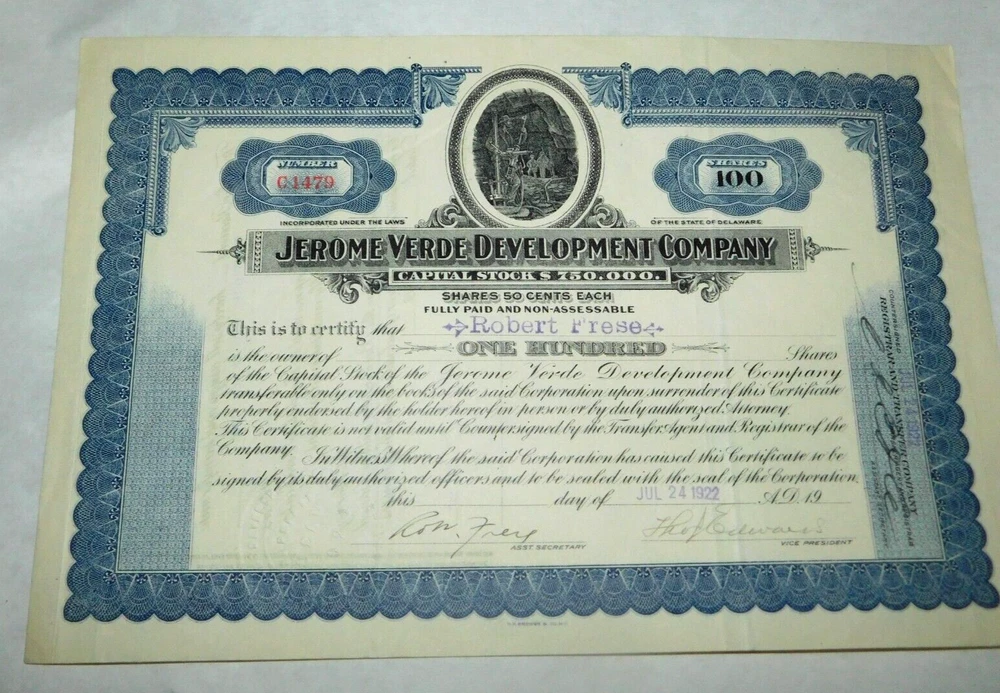 NUMBER
C 1479
SHARES
100
INCORPORATED UNDER THE LAWS
OF THE STATE OF DELAWARE
JEROME VERDE DEVELOPMENT COMPANY
CAPITAL STOCK $ 750,000.
SHARES 50 CENTS EACH
FULLY PAID AND NON-ASSESSABLE
This is to certify that Robert Frese
is the owner of ONE HUNDRED Shares
of the Capital Stock of the Jerome Verde Development Company
transferable only on the books of the said Corporation upon surrender of this Certificate
properly endorsed by the holder hereof in person or by duly authorized Attorney.
This Certificate is not valid until Countersigned by the Transfer Agent and Registrar of the
Company. In Witness Whereof the said Corporation has caused this Certificate to be
signed by its duly authorized officers and to be sealed with the seal of the Corporation
this day of JUL 24 1922 A.D. 19
ASST. SECRETARY
VICE PRESIDENT
COUNTERSIGNED
REGISTRAR AND TRANSFER COMPANY